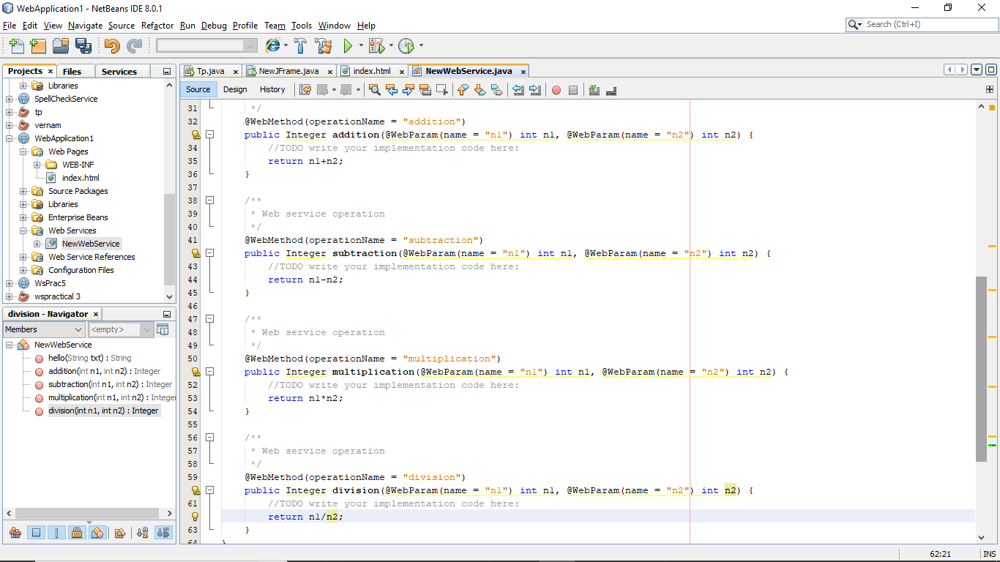 WebApplication1 - NetBeans IDE 8.0.1
File Edit View Navigate Source Refactor Run Debug Profile Team Tools Window Help
Search (Ctrl+I)
Projects Files Services
Libraries
SpellCheckService
tp
vernam
WebApplication1
Web Pages
WEB-INF
index.html
Source Packages
Libraries
Enterprise Beans
Web Services
NewWebService
Web Service References
Configuration Files
WsPrac5
wspractical 3
division - Navigator
Members <empty>
NewWebService
hello(String txt) : String
addition(int n1, int n2) : Integer
subtraction(int n1, int n2) : Integer
multiplication(int n1, int n2) : Integer
division(int n1, int n2) : Integer
Tp.java NewJFrame.java index.html NewWebService.java
Source Design History
31 */
32 @WebMethod(operationName = "addition")
public Integer addition(@WebParam(name = "n1") int n1, @WebParam(name = "n2") int n2) {
34 //TODO write your implementation code here:
35 return n1+n2;
36 }
37
38 /**
39 * Web service operation
40 */
41 @WebMethod(operationName = "subtraction")
public Integer subtraction(@WebParam(name = "n1") int n1, @WebParam(name = "n2") int n2) {
43 //TODO write your implementation code here:
44 return n1-n2;
45 }
46
47 /**
48 * Web service operation
49 */
50 @WebMethod(operationName = "multiplication")
public Integer multiplication(@WebParam(name = "n1") int n1, @WebParam(name = "n2") int n2) {
52 //TODO write your implementation code here:
53 return n1*n2;
54 }
55
56 /**
57 * Web service operation
58 */
59 @WebMethod(operationName = "division")
public Integer division(@WebParam(name = "n1") int n1, @WebParam(name = "n2") int n2) {
61 //TODO write your implementation code here:
return n1/n2;
63 }
64 }
62:21 INS